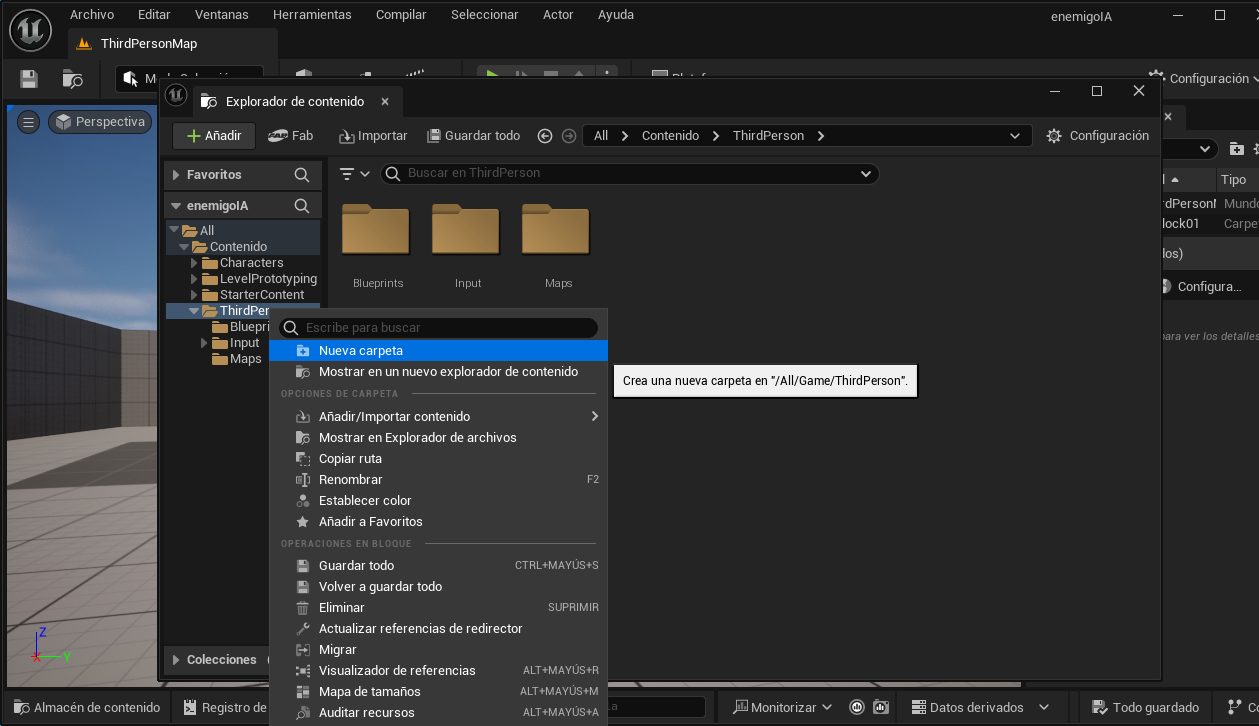 Archivo Editar Ventanas Herramientas Compilar Seleccionar Actor Ayuda
enemigoIA
ThirdPersonMap
Configuración
Explorador de contenido
Perspectiva
Añadir Fab Importar Guardar todo All Contenido ThirdPerson Configuración
Favoritos
Buscar en ThirdPerson
Tipo
enemigoIA
Mundo
All
Contenido
Characters
LevelPrototyping
StarterContent
Blueprints Input Maps
Input
Maps
Escribe para buscar
Nueva carpeta
Mostrar en un nuevo explorador de contenido
Crea una nueva carpeta en "/All/Game/ThirdPerson".
OPCIONES DE CARPETA
Añadir/Importar contenido
Mostrar en Explorador de archivos
Copiar ruta
Renombrar F2
Establecer color
Añadir a Favoritos
OPERACIONES EN BLOQUE
Guardar todo CTRL+MAYÚS+S
Volver a guardar todo
Eliminar SUPRIMIR
Actualizar referencias de redirector
Migrar
Visualizador de referencias ALT+MAYÚS+R
Mapa de tamaños ALT+MAYÚS+M
Auditar recursos ALT+MAYÚS+A
Configura...
para ver los detalles
Z
X Y
Colecciones
Almacén de contenido Registro de Monitorizar Datos derivados Todo guardado